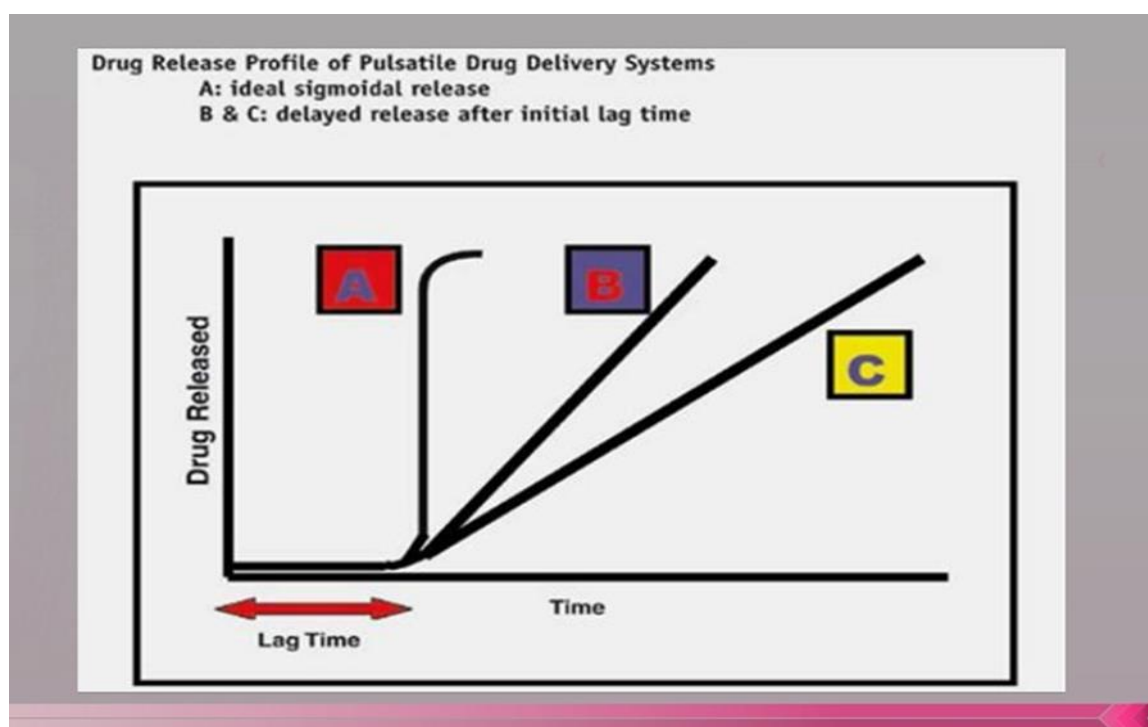 Drug Release Profile of Pulsatile Drug Delivery Systems
A: ideal sigmoidal release
B & C: delayed release after initial lag time
A
B
C
Drug Released
Time
Lag Time